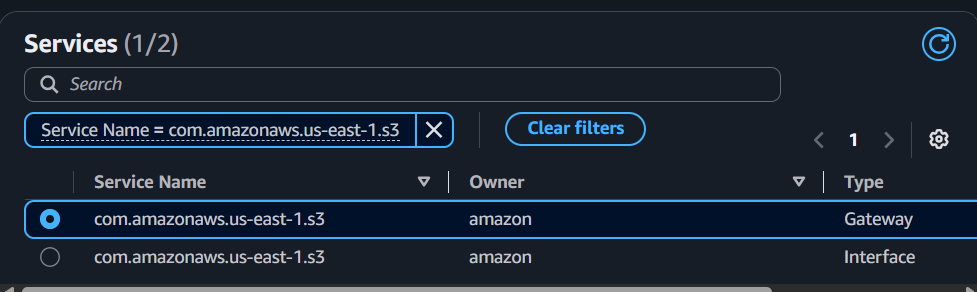 Services (1/2)
Search
Service Name = com.amazonaws.us-east-1.s3 Clear filters 1
Service Name Owner Type
com.amazonaws.us-east-1.s3 amazon Gateway
com.amazonaws.us-east-1.s3 amazon Interface